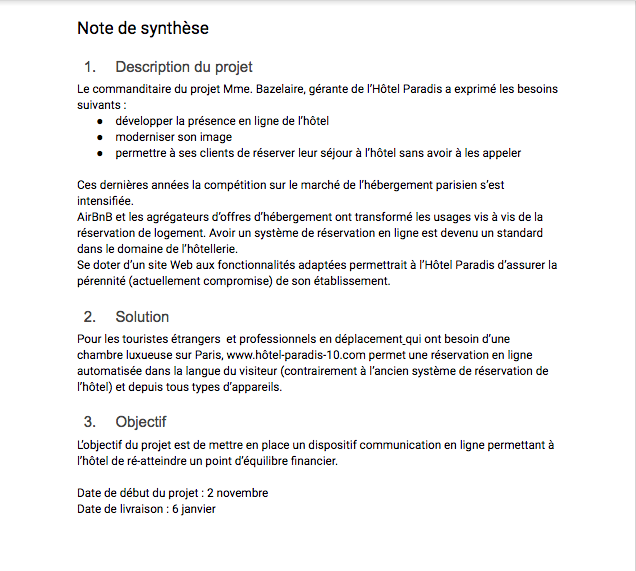 Note de synthèse
1. Description du projet
Le commanditaire du projet Mme. Bazelaire, gérante de l'Hôtel Paradis a exprimé les besoins
suivants :
● développer la présence en ligne de l'hôtel
● moderniser son image
● permettre à ses clients de réserver leur séjour à l'hôtel sans avoir à les appeler
Ces dernières années la compétition sur le marché de l'hébergement parisien s'est
intensifiée.
AirBnB et les agrégateurs d'offres d'hébergement ont transformé les usages vis à vis de la
réservation de logement. Avoir un système de réservation en ligne est devenu un standard
dans le domaine de l'hôtellerie.
Se doter d'un site Web aux fonctionnalités adaptées permettrait à l'Hôtel Paradis d'assurer la
pérennité (actuellement compromise) de son établissement.
2. Solution
Pour les touristes étrangers et professionnels en déplacement qui ont besoin d'une
chambre luxueuse sur Paris, www.hôtel-paradis-10.com permet une réservation en ligne
automatisée dans la langue du visiteur (contrairement à l'ancien système de réservation de
l'hôtel) et depuis tous types d'appareils.
3. Objectif
L'objectif du projet est de mettre en place un dispositif communication en ligne permettant à
l'hôtel de ré-atteindre un point d'équilibre financier.
Date de début du projet : 2 novembre
Date de livraison : 6 janvier